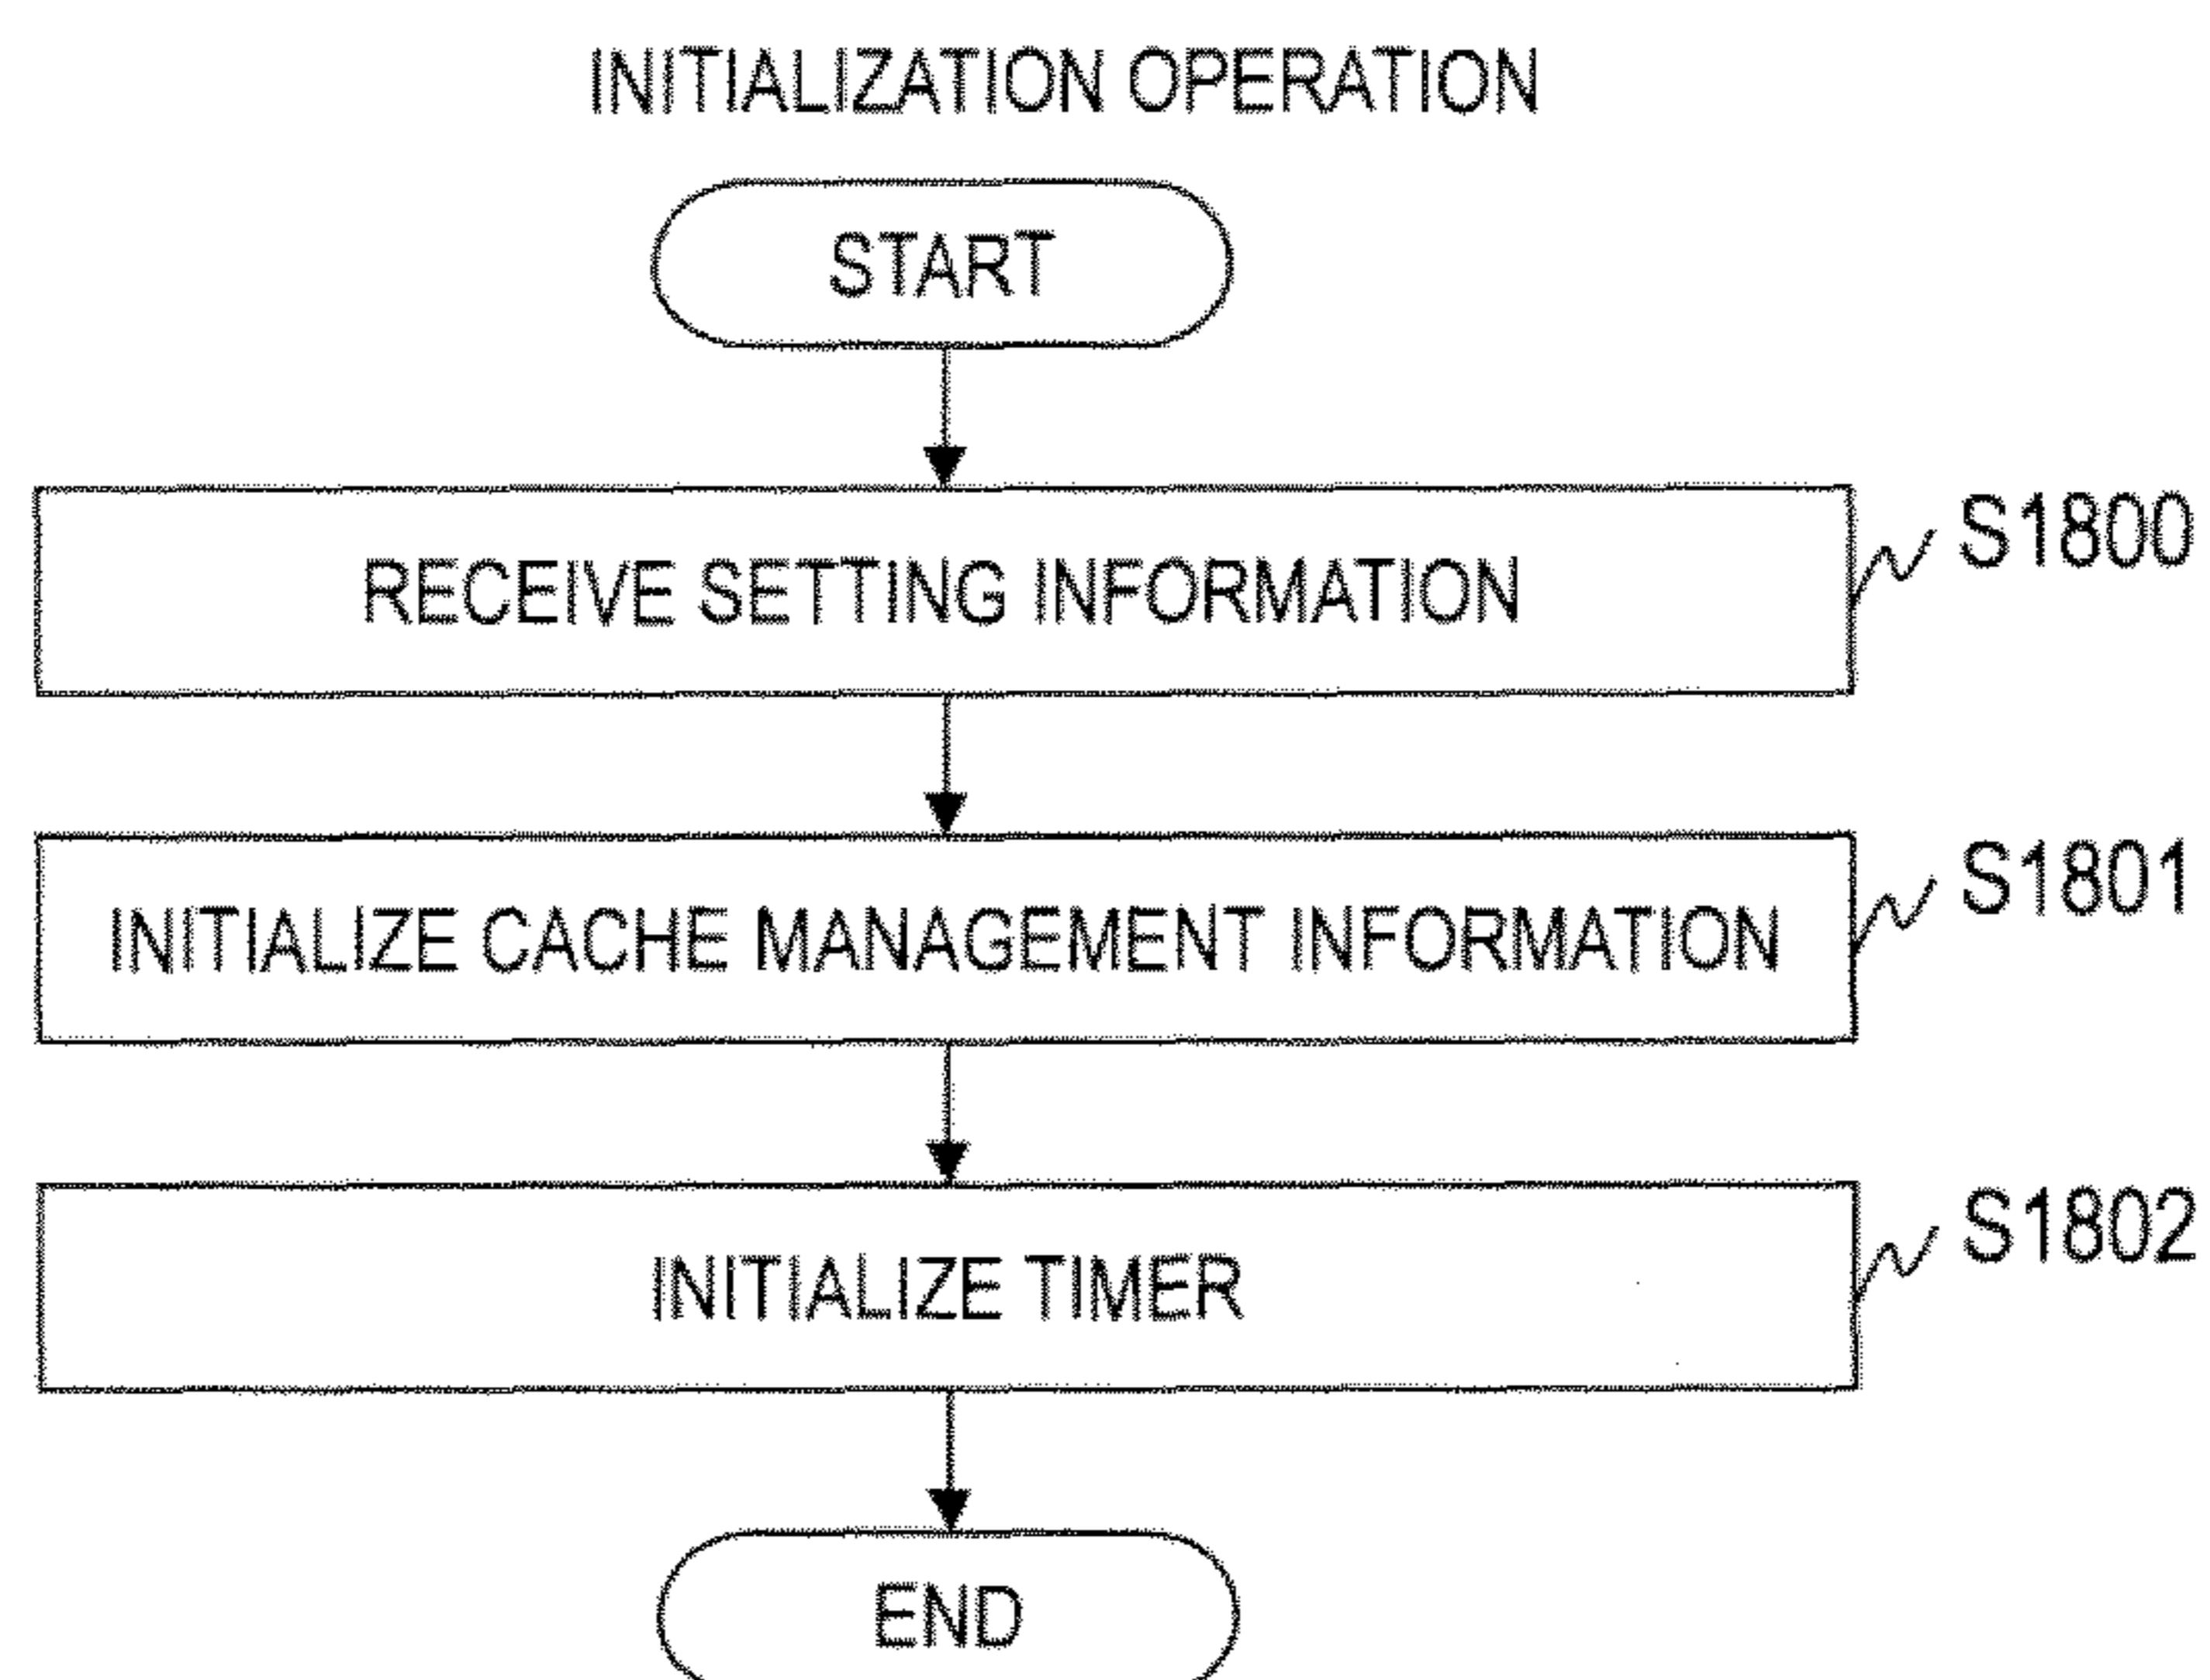 INITIALIZATION OPERATION
START
RECEIVE SETTING INFORMATION
S1800
INITIALIZE CACHE MANAGEMENT INFORMATION
S1801
INITIALIZE TIMER
S1802
END